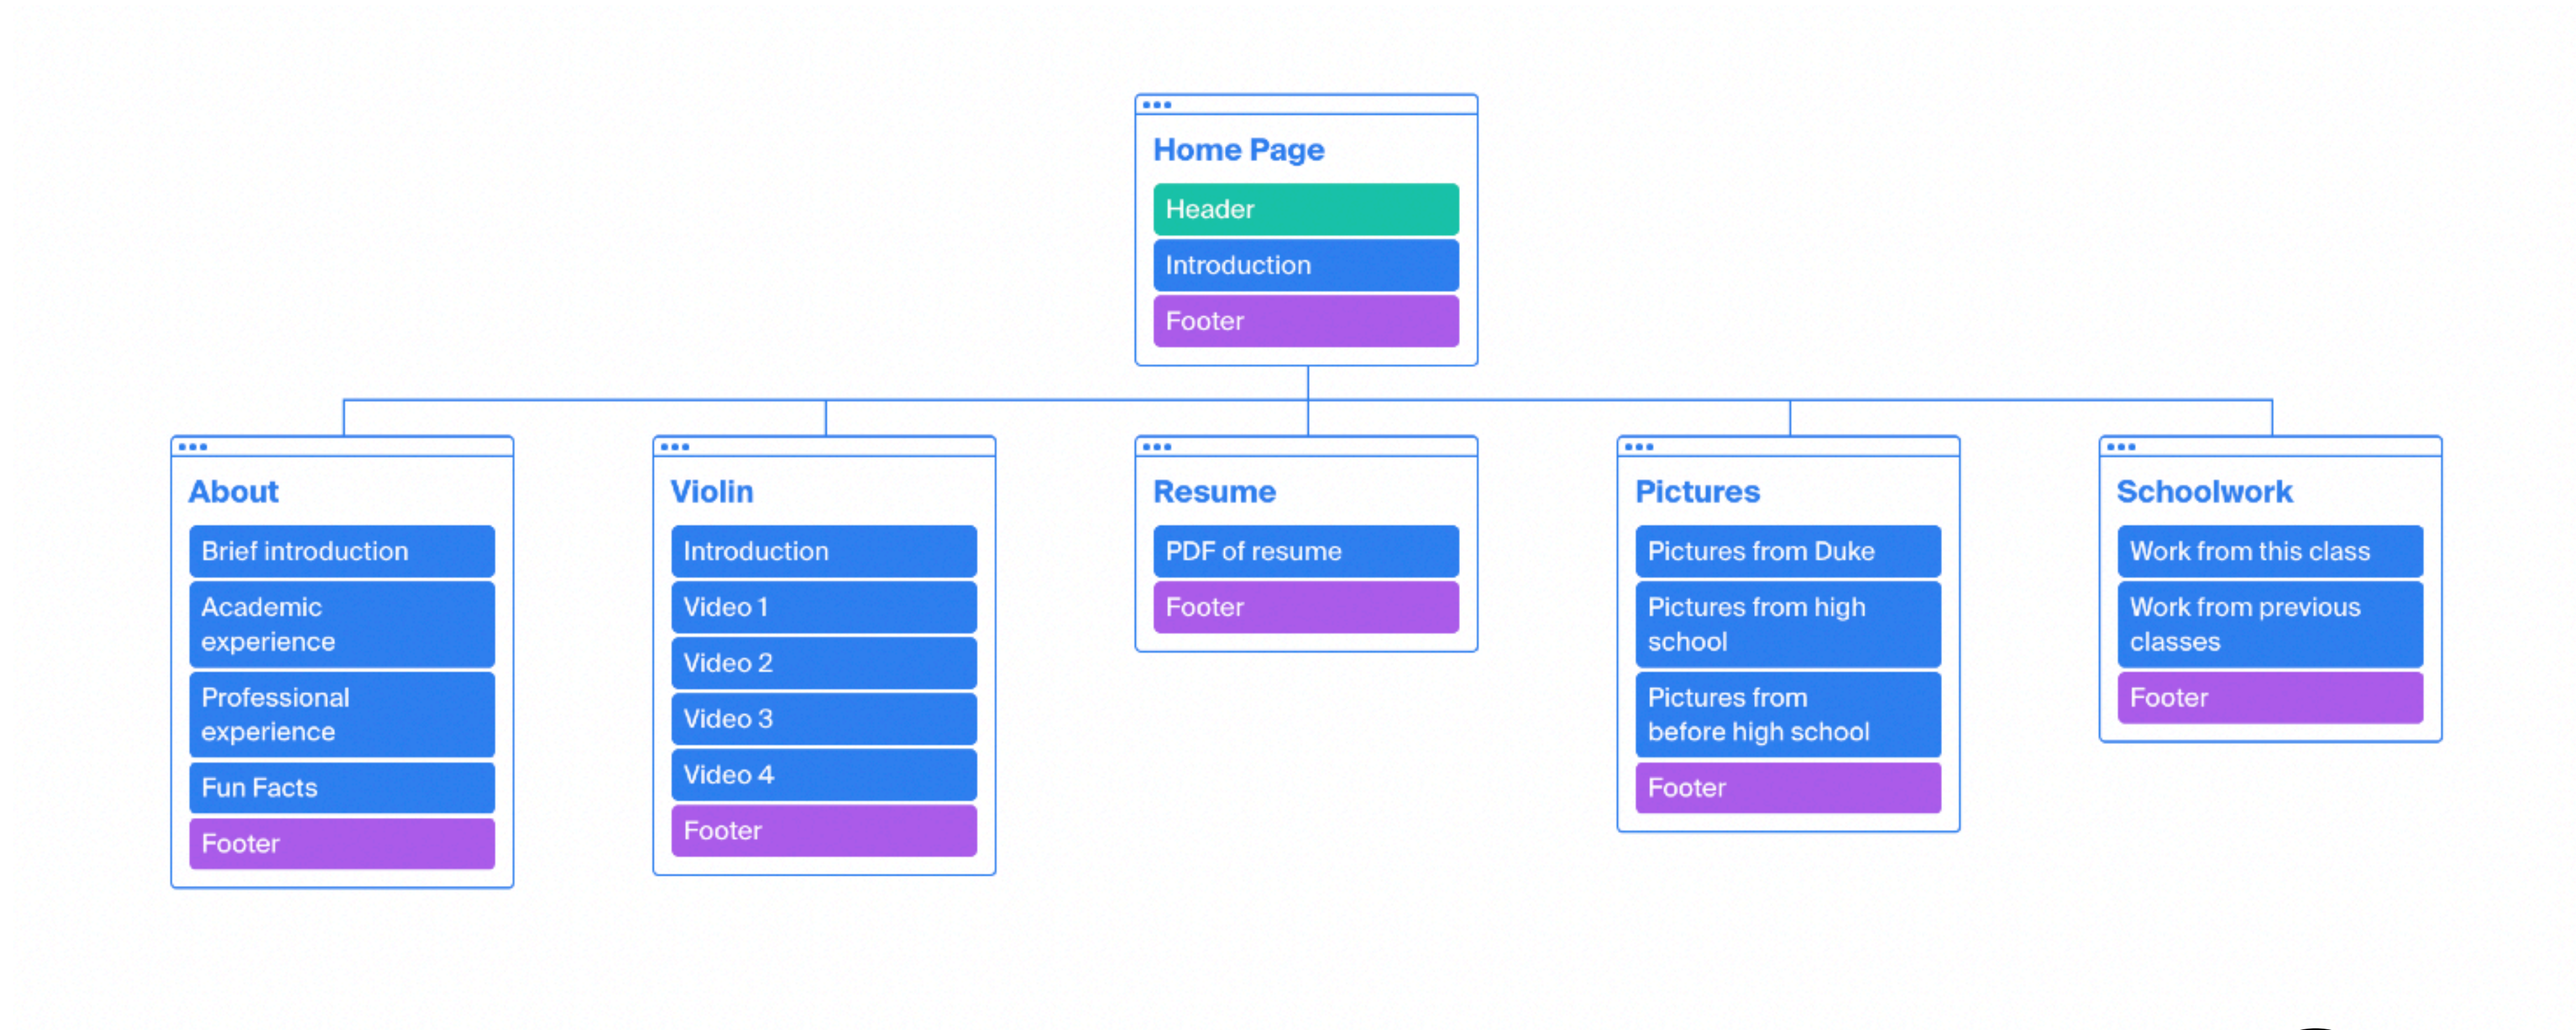 Home Page
Header
Introduction
Footer
About
Brief introduction
Academic
experience
Professional
experience
Fun Facts
Footer
Violin
Introduction
Video 1
Video 2
Video 3
Video 4
Footer
Resume
PDF of resume
Footer
Pictures
Pictures from Duke
Pictures from high
school
Pictures from
before high school
Footer
Schoolwork
Work from this class
Work from previous
classes
Footer